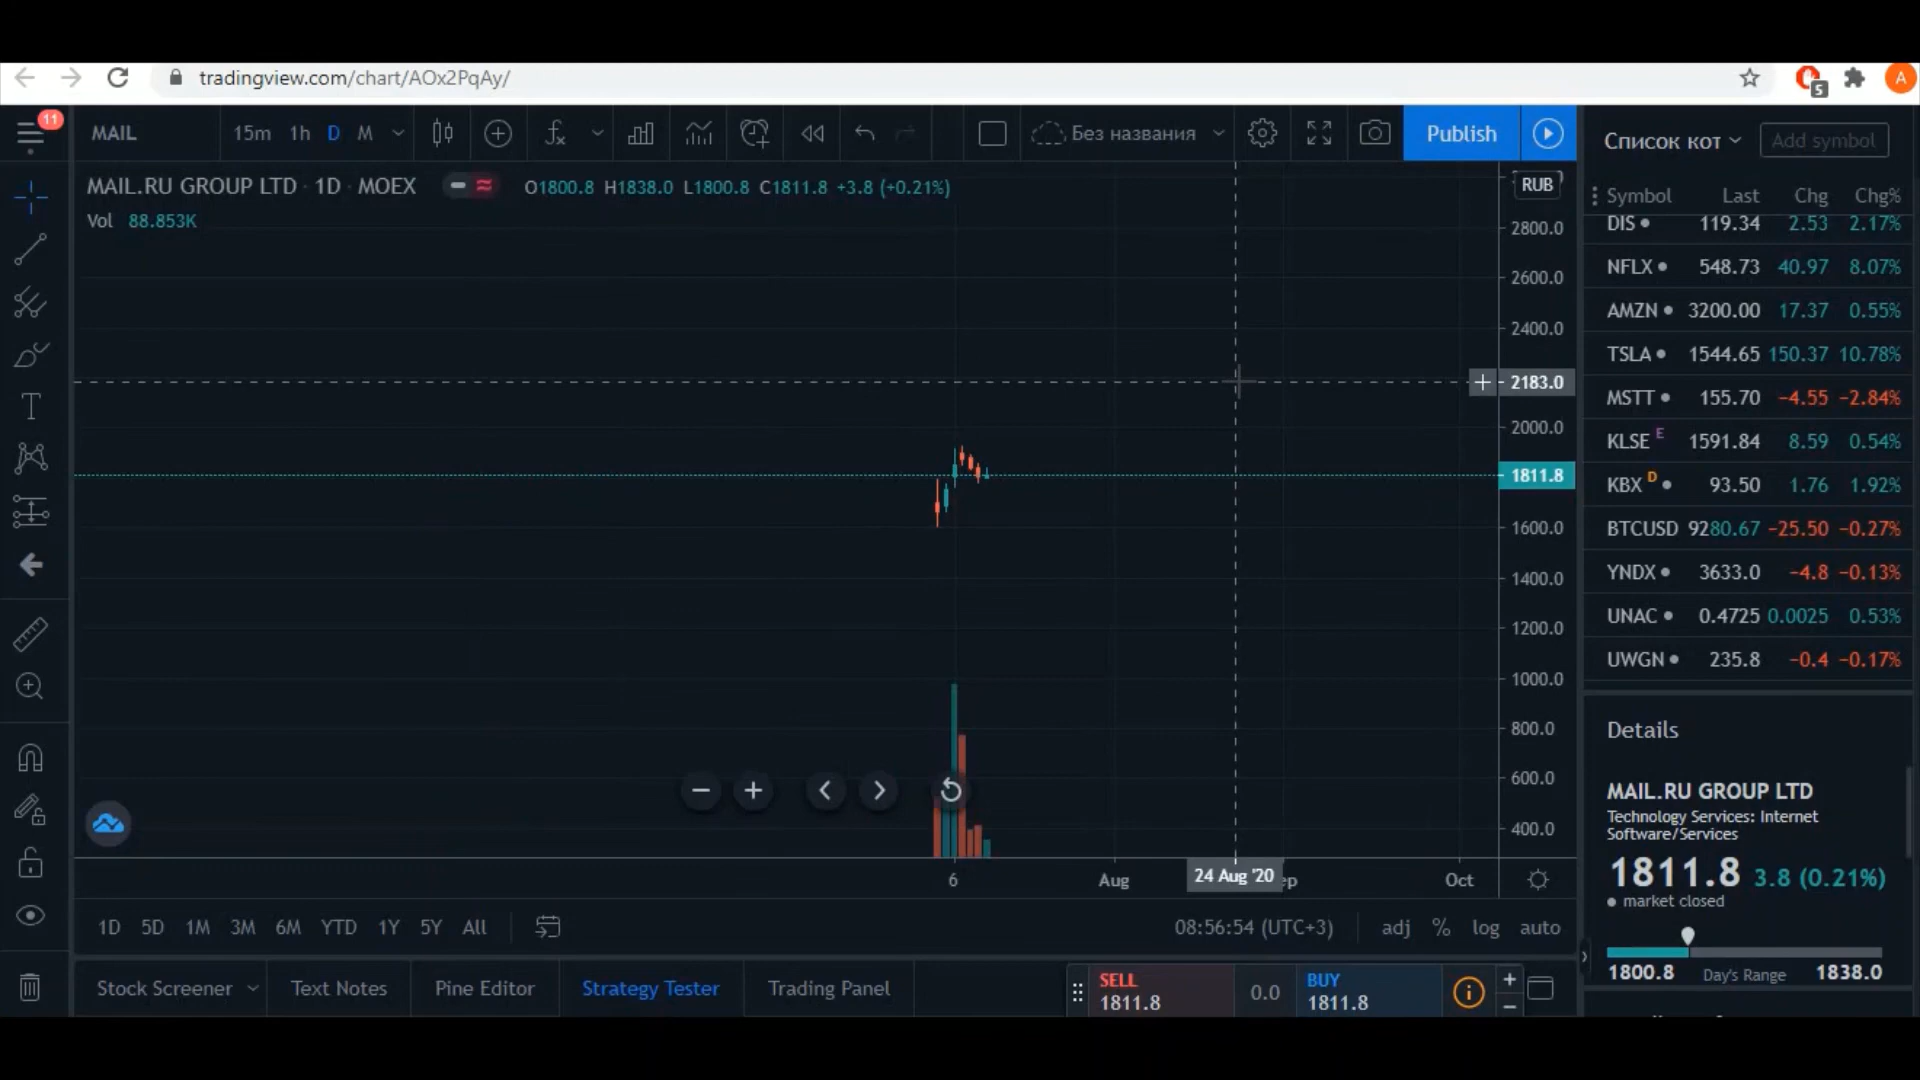 tradingview.com/chart/AOx2PqAy/
5
A
11
MAIL
15m 1h D M
Без названия
Publish
Список кот
Add symbol
MAIL.RU GROUP LTD · 1D · MOEX
O1800.8 H1838.0 L1800.8 C1811.8 +3.8 (+0.21%)
Vol 88.853K
RUB
2800.0
2600.0
2400.0
2183.0
2000.0
1811.8
1600.0
1400.0
1200.0
1000.0
800.0
600.0
400.0
6 Aug 24 Aug '20 Oct
Symbol Last Chg Chg%
DIS 119.34 2.53 2.17%
NFLX 548.73 40.97 8.07%
AMZN 3200.00 17.37 0.55%
TSLA 1544.65 150.37 10.78%
MSTT 155.70 −4.55 −2.84%
KLSE E 1591.84 8.59 0.54%
KBX D 93.50 1.76 1.92%
BTCUSD 9280.67 −25.50 −0.27%
YNDX 3633.0 −4.8 −0.13%
UNAC 0.4725 0.0025 0.53%
UWGN 235.8 −0.4 −0.17%
Details
MAIL.RU GROUP LTD
Technology Services: Internet
Software/Services
1811.8 3.8 (0.21%)
market closed
1800.8 Day's Range 1838.0
1D 5D 1M 3M 6M YTD 1Y 5Y All
08:56:54 (UTC+3) adj % log auto
Stock Screener Text Notes Pine Editor Strategy Tester Trading Panel
SELL
1811.8
0.0
BUY
1811.8